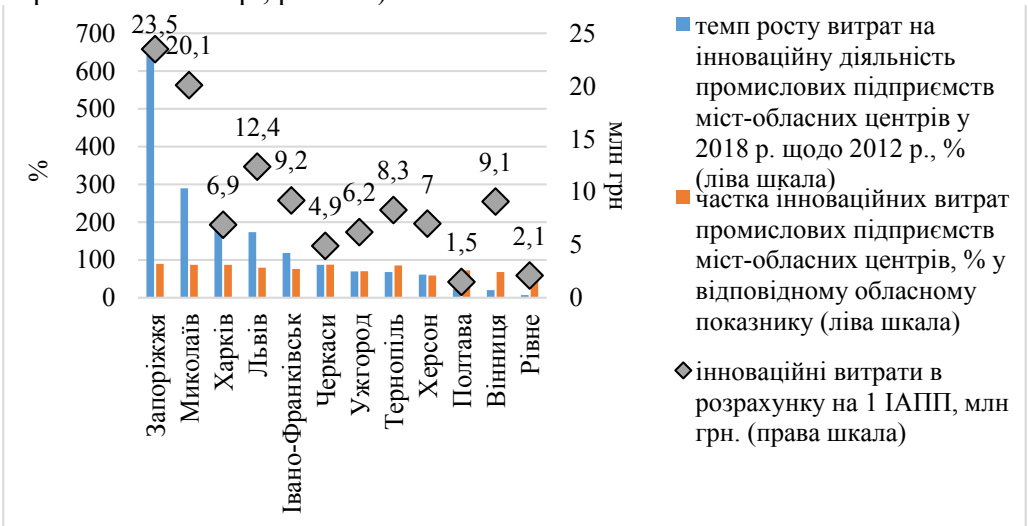 700
600
500
400
300
200
100
0
%
25
20
15
10
5
0
млн грн
23,5
20,1
6,9
12,4
9,2
4,9
6,2
8,3
7
1,5
9,1
2,1
Запоріжжя
Миколаїв
Харків
Львів
Івано-Франківськ
Черкаси
Ужгород
Тернопіль
Херсон
Полтава
Вінниця
Рівне
темп росту витрат на
інноваційну діяльність
промислових підприємств
міст-обласних центрів у
2018 р. щодо 2012 р., %
(ліва шкала)
частка інноваційних витрат
промислових підприємств
міст-обласних центрів, % у
відповідному обласному
показнику (ліва шкала)
інноваційні витрати в
розрахунку на 1 ІАПП, млн
грн. (права шкала)